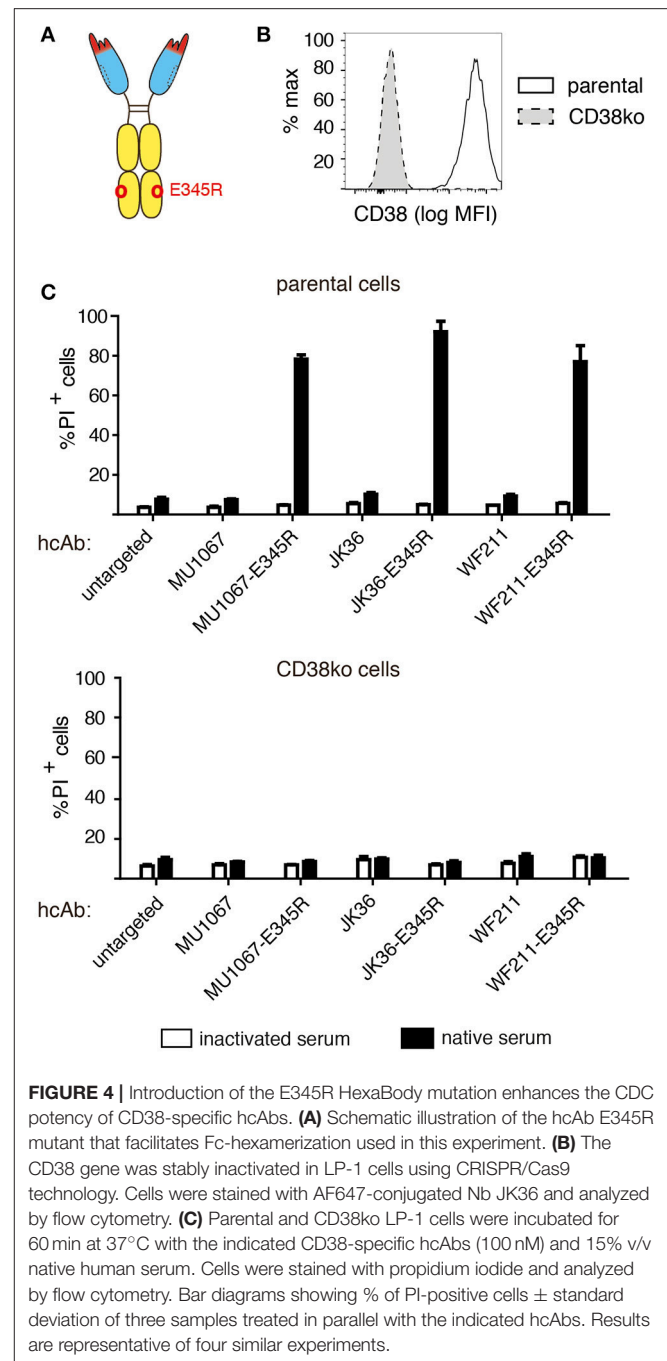 A
E345R
B
% max
100
80
60
40
20
CD38 (log MFI)
parental
CD38ko
C
parental cells
%PI + cells
100
80
60
40
20
hcAb:
untargeted
MU1067
MU1067-E345R
JK36
JK36-E345R
WF211
WF211-E345R
CD38ko cells
%PI + cells
100
80
60
40
20
hcAb:
untargeted
MU1067
MU1067-E345R
JK36
JK36-E345R
WF211
WF211-E345R
inactivated serum
native serum
FIGURE 4 | Introduction of the E345R HexaBody mutation enhances the CDC
potency of CD38-specific hcAbs. (A) Schematic illustration of the hcAb E345R
mutant that facilitates Fc-hexamerization used in this experiment. (B) The
CD38 gene was stably inactivated in LP-1 cells using CRISPR/Cas9
technology. Cells were stained with AF647-conjugated Nb JK36 and analyzed
by flow cytometry. (C) Parental and CD38ko LP-1 cells were incubated for
60 min at 37°C with the indicated CD38-specific hcAbs (100 nM) and 15% v/v
native human serum. Cells were stained with propidium iodide and analyzed
by flow cytometry. Bar diagrams showing % of PI-positive cells ± standard
deviation of three samples treated in parallel with the indicated hcAbs. Results
are representative of four similar experiments.